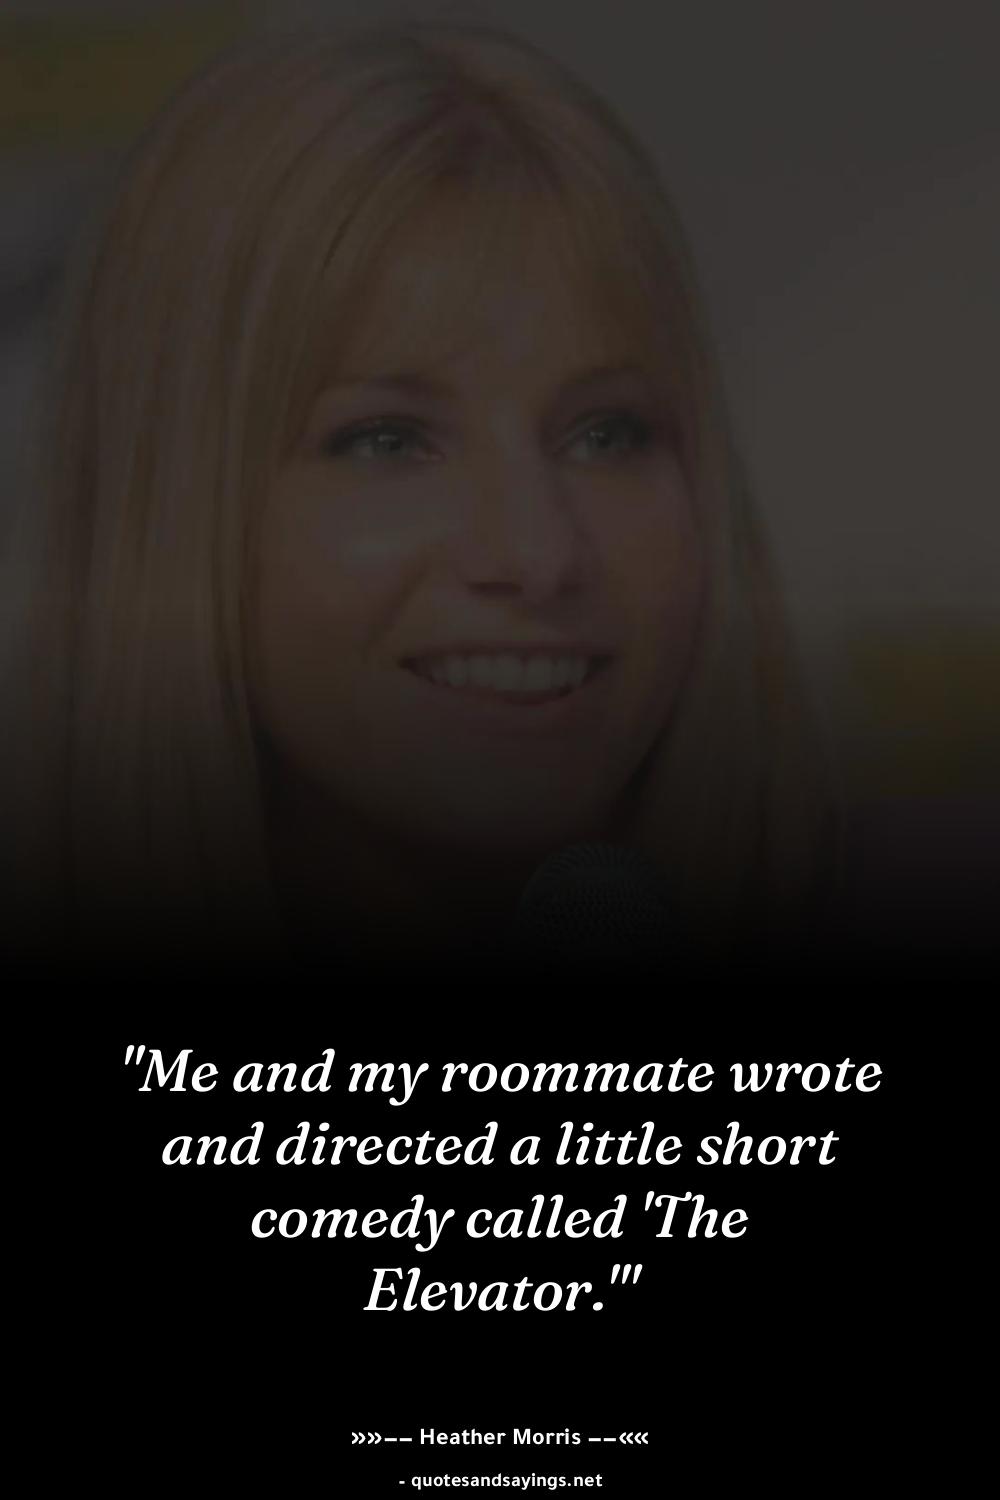 "Me and my roommate wrote
and directed a little short
comedy called 'The
Elevator.'"
»»–– Heather Morris ––««
- quotesandsayings.net